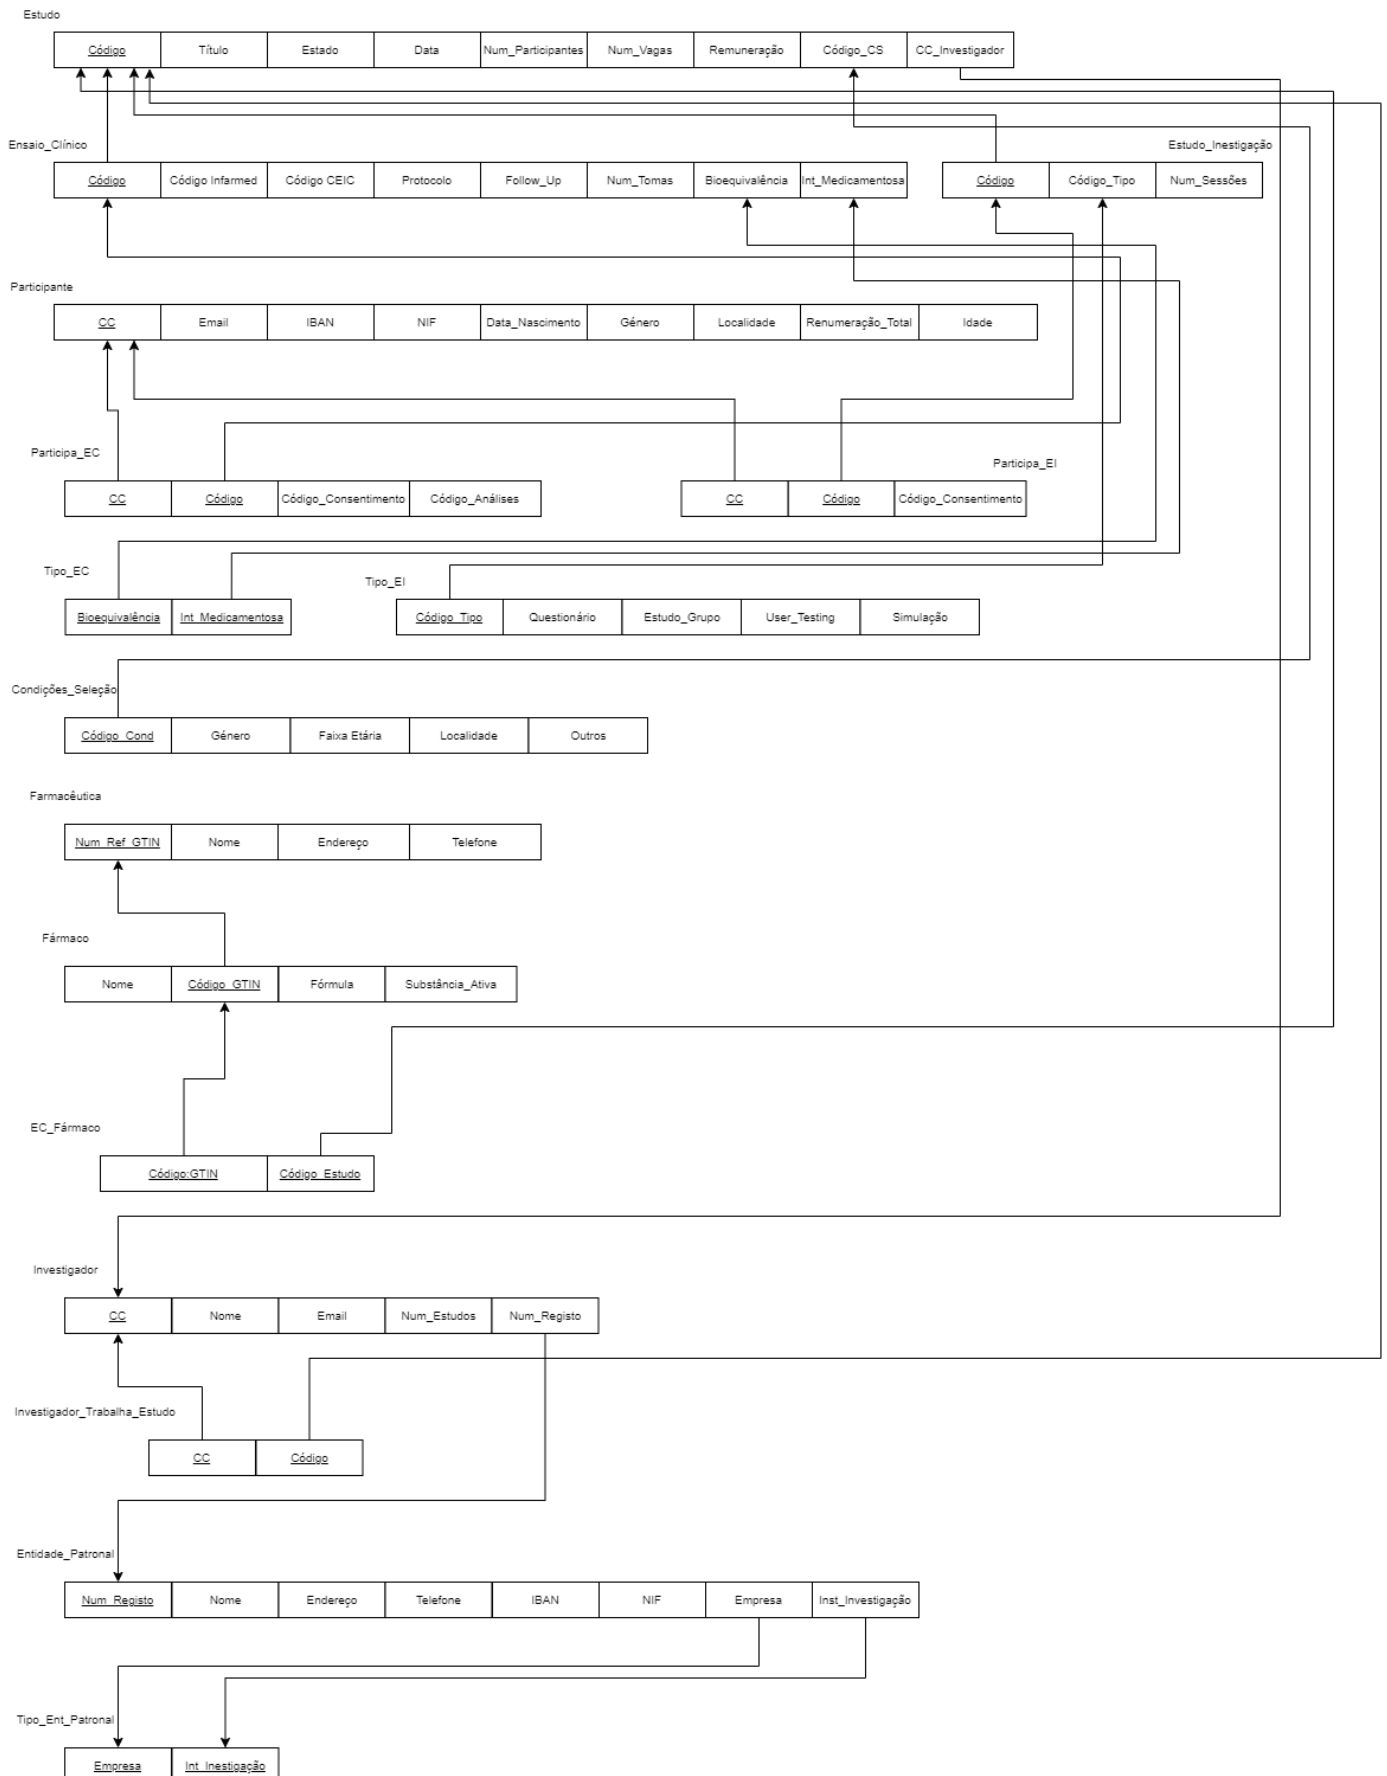 Estudo
Código Título Estado Data Num_Participantes Num_Vagas Remuneração Código_CS CC_Investigador
Ensaio_Clínico Estudo_Inestigação
Código Código Infarmed Código CEIC Protocolo Follow_Up Num_Tomas Bioequivalência Int_Medicamentosa Código Código_Tipo Num_Sessões
Participante
CC Email IBAN NIF Data_Nascimento Género Localidade Renumeração_Total Idade
Participa_EC Participa_EI
CC Código Código_Consentimento Código_Análises CC Código Código_Consentimento
Tipo_EC Tipo_EI
Bioequivalência Int_Medicamentosa Código_Tipo Questionário Estudo_Grupo User_Testing Simulação
Condições_Seleção
Código_Cond Género Faixa Etária Localidade Outros
Farmacêutica
Num_Ref_GTIN Nome Endereço Telefone
Fármaco
Nome Código_GTIN Fórmula Substância_Ativa
EC_Fármaco
Código:GTIN Código_Estudo
Investigador
CC Nome Email Num_Estudos Num_Registo
Investigador_Trabalha_Estudo
CC Código
Entidade_Patronal
Num_Registo Nome Endereço Telefone IBAN NIF Empresa Inst_Investigação
Tipo_Ent_Patronal
Empresa Int_Inestigação